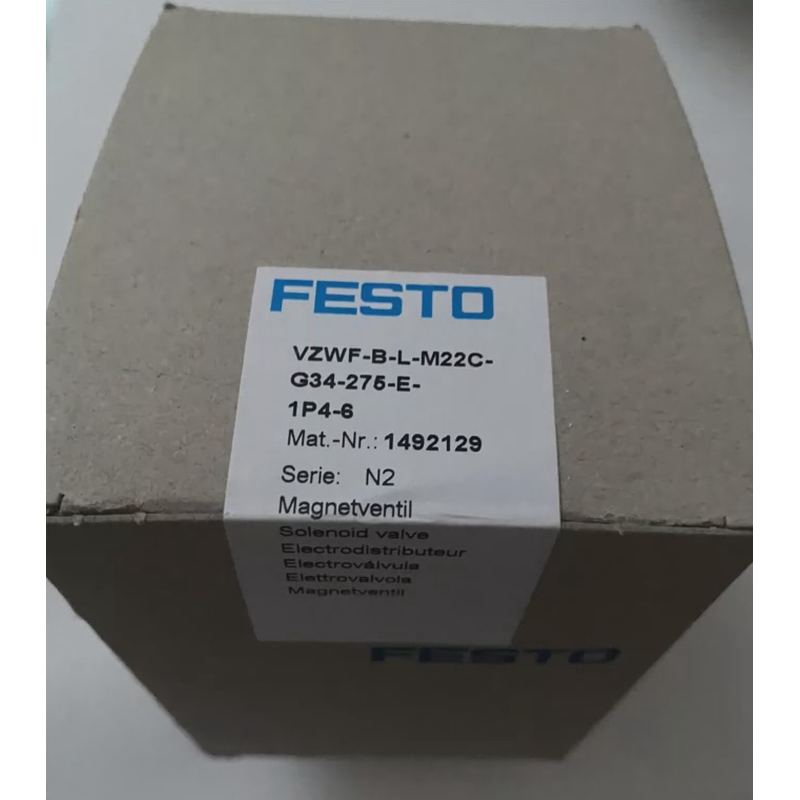 FESTO
VZWF-B-L-M22C-
G34-275-E-
1P4-6
Mat.-Nr.: 1492129
Serie: N2
Magnetventil
Solenoid valve
Electrodistributeur
Electroválvula
Elettrovalvola
Magnetventil
FESTO